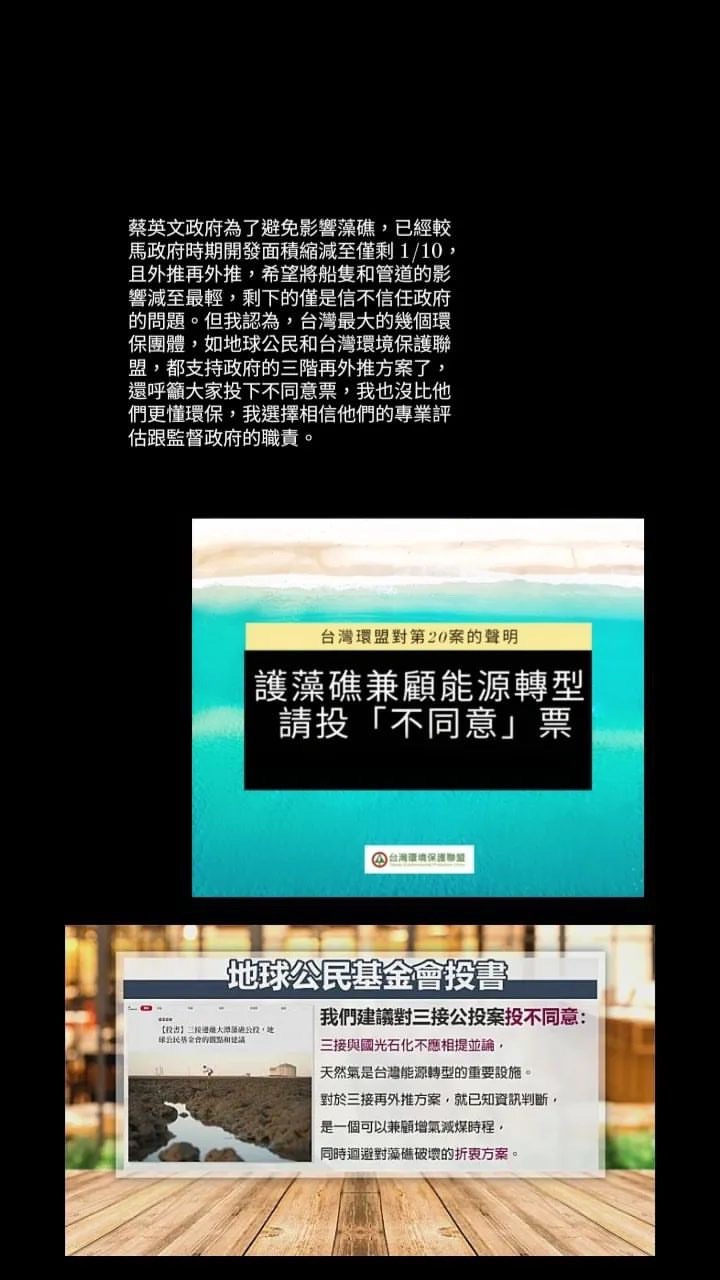 蔡英文政府為了避免影響藻礁，已經較
馬政府時期開發面積縮減至僅剩 1/10，
且外推再外推，希望將船隻和管道的影
響減至最輕，剩下的僅是信不信任政府
的問題。但我認為，台灣最大的幾個環
保團體，如地球公民和台灣環境保護聯
盟，都支持政府的三階再外推方案了，
還呼籲大家投下不同意票，我也沒比他
們更懂環保，我選擇相信他們的專業評
估跟監督政府的職責。
台灣環盟對第20案的聲明
護藻礁兼顧能源轉型
請投「不同意」票
台灣環境保護聯盟
地球公民基金會投書
【投書】三接遷離大潭藻礁公投，地
球公民基金會的觀點和建議
我們建議對三接公投案投不同意：
三接與國光石化不應相提並論，
天然氣是台灣能源轉型的重要設施。
對於三接再外推方案，就已知資訊判斷，
是一個可以兼顧增氣減煤時程，
同時迴避對藻礁破壞的折衷方案。